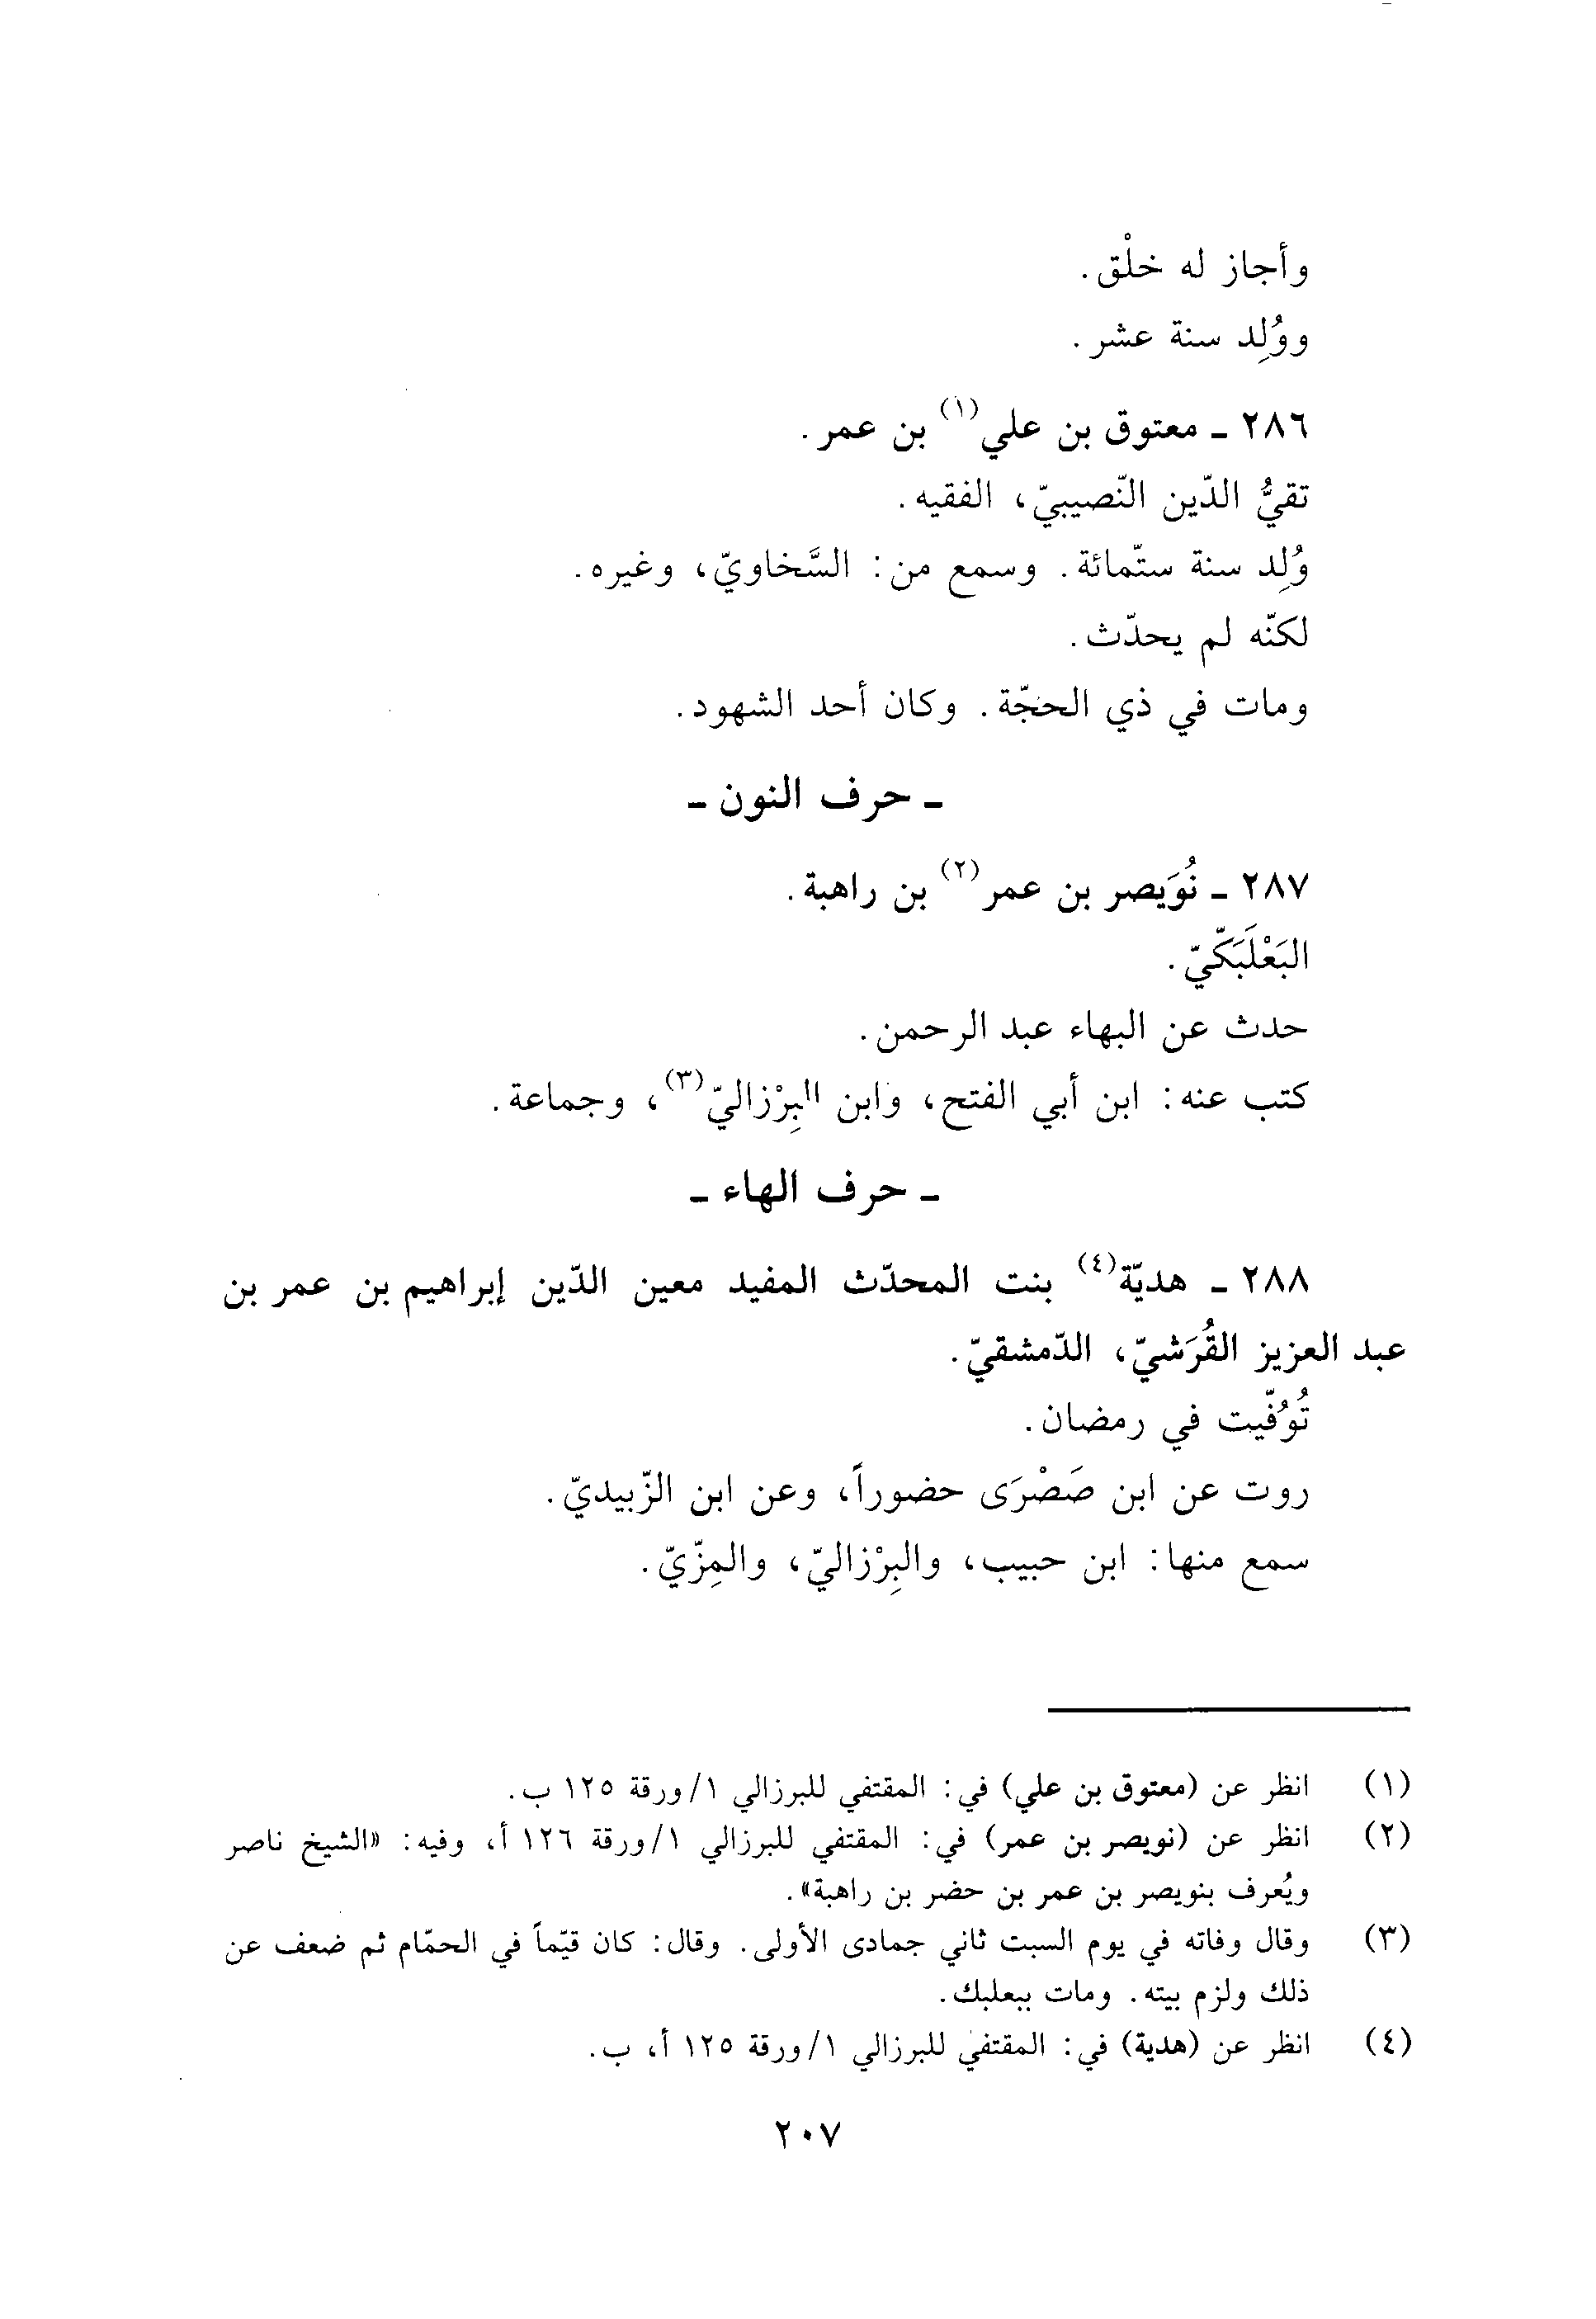 وأجاز له خلْق.
ووُلِد سنة عشر.
٢٨٦ ـ معتوق بن علي(١) بن عمر.
تقيُّ الدّين النّصيبيّ، الفقيه.
وُلِد سنة ستّمائة. وسمع من: السَّخاويّ، وغيره.
لكنّه لم يحدّث.
ومات في ذي الحجّة. وكان أحد الشهود.
ـ حرف النون ـ
٢٨٧ ـ نُوَيصر بن عمر(٢) بن راهبة.
البَعْلَبَكّيّ.
حدث عن البهاء عبد الرحمن.
كتب عنه: ابن أبي الفتح، وابن البِرْزاليّ(٣)، وجماعة.
ـ حرف الهاء ـ
٢٨٨ ـ هديّة(٤) بنت المحدّث المفيد معين الدّين إبراهيم بن عمر بن
عبد العزيز القُرَشيّ، الدّمشقيّ.
تُوُفّيت في رمضان.
روت عن ابن صَصْرَى حضوراً، وعن ابن الزّبيديّ.
سمع منها: ابن حبيب، والبِرْزاليّ، والمِزّيّ.
(١) انظر عن (معتوق بن علي) في: المقتفي للبرزالي ١/ورقة ١٢٥ ب.
(٢) انظر عن (نويصر بن عمر) في: المقتفي للبرزالي ١/ورقة ١٢٦ أ، وفيه: «الشيخ ناصر
ويُعرف بنويصر بن عمر بن حضر بن راهبة».
(٣) وقال وفاته في يوم السبت ثاني جمادى الأولى. وقال: كان قيّماً في الحمّام ثم ضعف عن
ذلك ولزم بيته. ومات ببعلبك.
(٤) انظر عن (هدية) في: المقتفي للبرزالي ١/ورقة ١٢٥ أ، ب.
٢٠٧